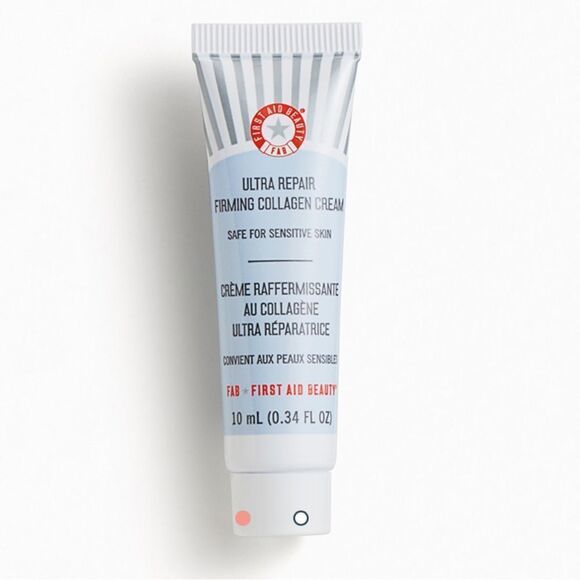 FIRST AID BEAUTY
FAB
ULTRA REPAIR
FIRMING COLLAGEN CREAM
SAFE FOR SENSITIVE SKIN
CRÈME RAFFERMISSANTE
AU COLLAGÈNE
ULTRA RÉPARATRICE
CONVIENT AUX PEAUX SENSIBLES
FAB ★ FIRST AID BEAUTY®
10 mL (0.34 FL OZ)